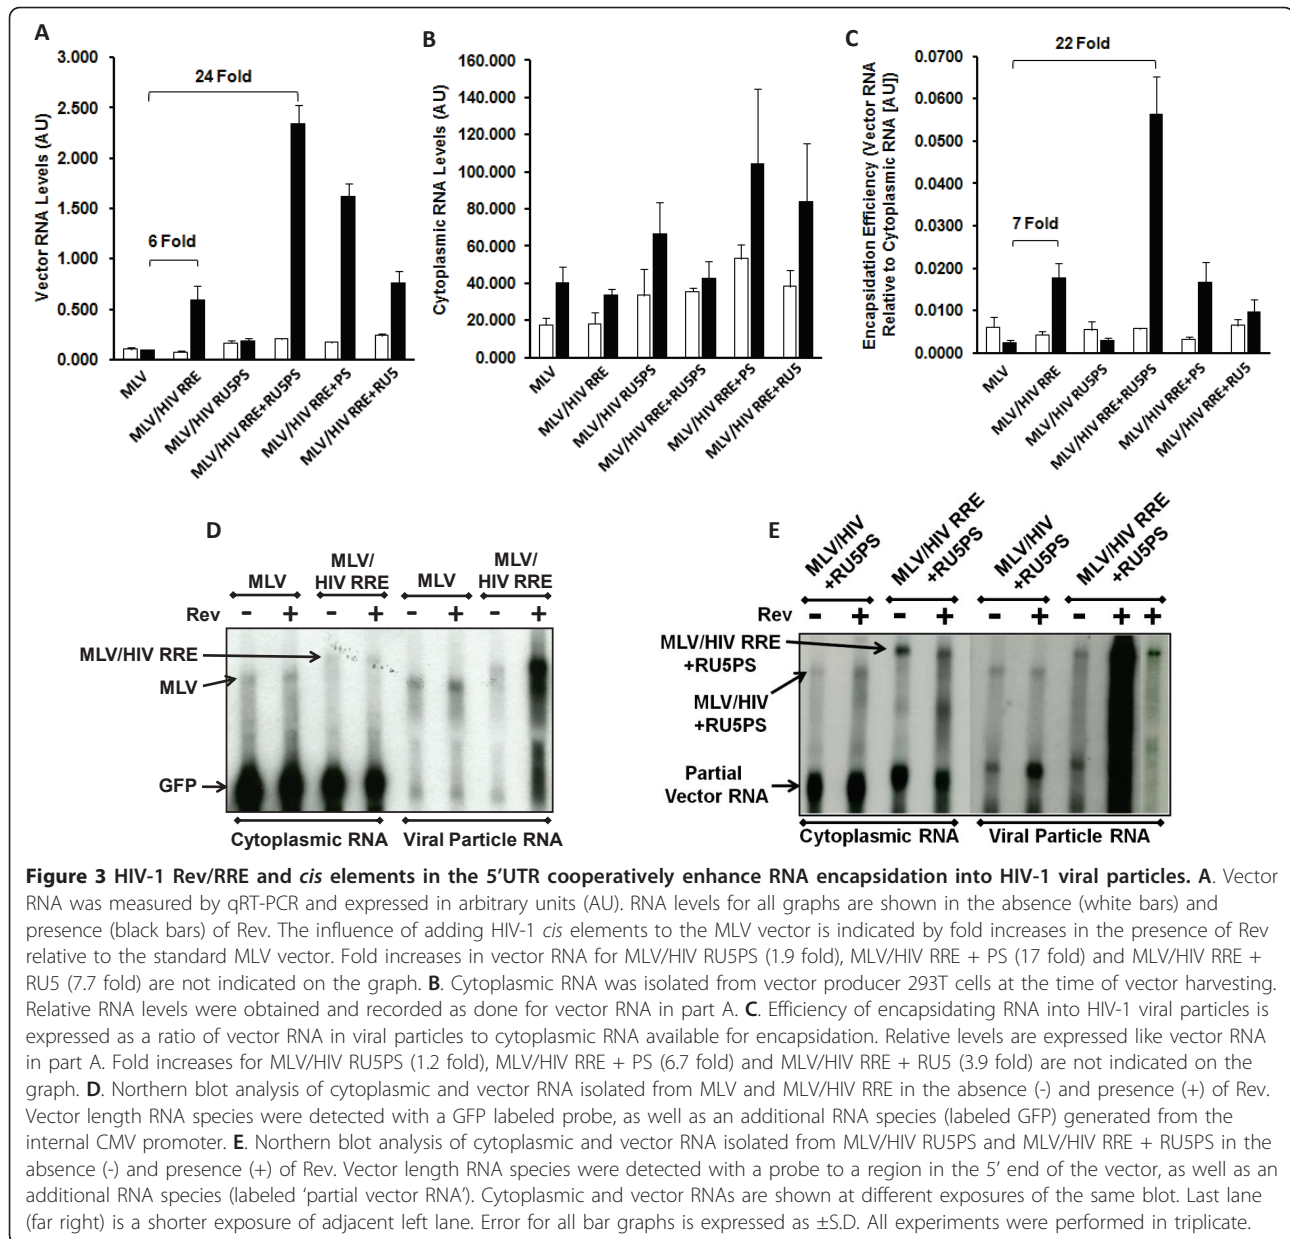 A
3.000
2.500
2.000
1.500
1.000
0.500
0.000
Vector RNA Levels (AU)
24 Fold
6 Fold
MLV
MLV/HIV RRE
MLV/HIV RU5PS
MLV/HIV RRE+RU5PS
MLV/HIV RRE+PS
MLV/HIV RRE+RU5
B
160.000
140.000
120.000
100.000
80.000
60.000
40.000
20.000
0.000
Cytoplasmic RNA Levels (AU)
MLV
MLV/HIV RRE
MLV/HIV RU5PS
MLV/HIV RRE+RU5PS
MLV/HIV RRE+PS
MLV/HIV RRE+RU5
C
0.0700
0.0600
0.0500
0.0400
0.0300
0.0200
0.0100
0.0000
Encapsidation Efficiency (Vector RNA
Relative to Cytoplasmic RNA [AU])
22 Fold
7 Fold
MLV
MLV/HIV RRE
MLV/HIV RU5PS
MLV/HIV RRE+RU5PS
MLV/HIV RRE+PS
MLV/HIV RRE+RU5
D
MLV
MLV/
HIV RRE
MLV
MLV/
HIV RRE
Rev - + - + - + - +
MLV/HIV RRE
MLV
GFP
Cytoplasmic RNA Viral Particle RNA
E
MLV/HIV
+RU5PS
MLV/HIV RRE
+RU5PS
MLV/HIV
+RU5PS
MLV/HIV RRE
+RU5PS
Rev - + - + - + - + +
MLV/HIV RRE
+RU5PS
MLV/HIV
+RU5PS
Partial
Vector RNA
Cytoplasmic RNA Viral Particle RNA
Figure 3 HIV-1 Rev/RRE and cis elements in the 5'UTR cooperatively enhance RNA encapsidation into HIV-1 viral particles. A. Vector
RNA was measured by qRT-PCR and expressed in arbitrary units (AU). RNA levels for all graphs are shown in the absence (white bars) and
presence (black bars) of Rev. The influence of adding HIV-1 cis elements to the MLV vector is indicated by fold increases in the presence of Rev
relative to the standard MLV vector. Fold increases in vector RNA for MLV/HIV RU5PS (1.9 fold), MLV/HIV RRE + PS (17 fold) and MLV/HIV RRE +
RU5 (7.7 fold) are not indicated on the graph. B. Cytoplasmic RNA was isolated from vector producer 293T cells at the time of vector harvesting.
Relative RNA levels were obtained and recorded as done for vector RNA in part A. C. Efficiency of encapsidating RNA into HIV-1 viral particles is
expressed as a ratio of vector RNA in viral particles to cytoplasmic RNA available for encapsidation. Relative levels are expressed like vector RNA
in part A. Fold increases for MLV/HIV RU5PS (1.2 fold), MLV/HIV RRE + PS (6.7 fold) and MLV/HIV RRE + RU5 (3.9 fold) are not indicated on the
graph. D. Northern blot analysis of cytoplasmic and vector RNA isolated from MLV and MLV/HIV RRE in the absence (-) and presence (+) of Rev.
Vector length RNA species were detected with a GFP labeled probe, as well as an additional RNA species (labeled GFP) generated from the
internal CMV promoter. E. Northern blot analysis of cytoplasmic and vector RNA isolated from MLV/HIV RU5PS and MLV/HIV RRE + RU5PS in the
absence (-) and presence (+) of Rev. Vector length RNA species were detected with a probe to a region in the 5' end of the vector, as well as an
additional RNA species (labeled 'partial vector RNA'). Cytoplasmic and vector RNAs are shown at different exposures of the same blot. Last lane
(far right) is a shorter exposure of adjacent left lane. Error for all bar graphs is expressed as ±S.D. All experiments were performed in triplicate.